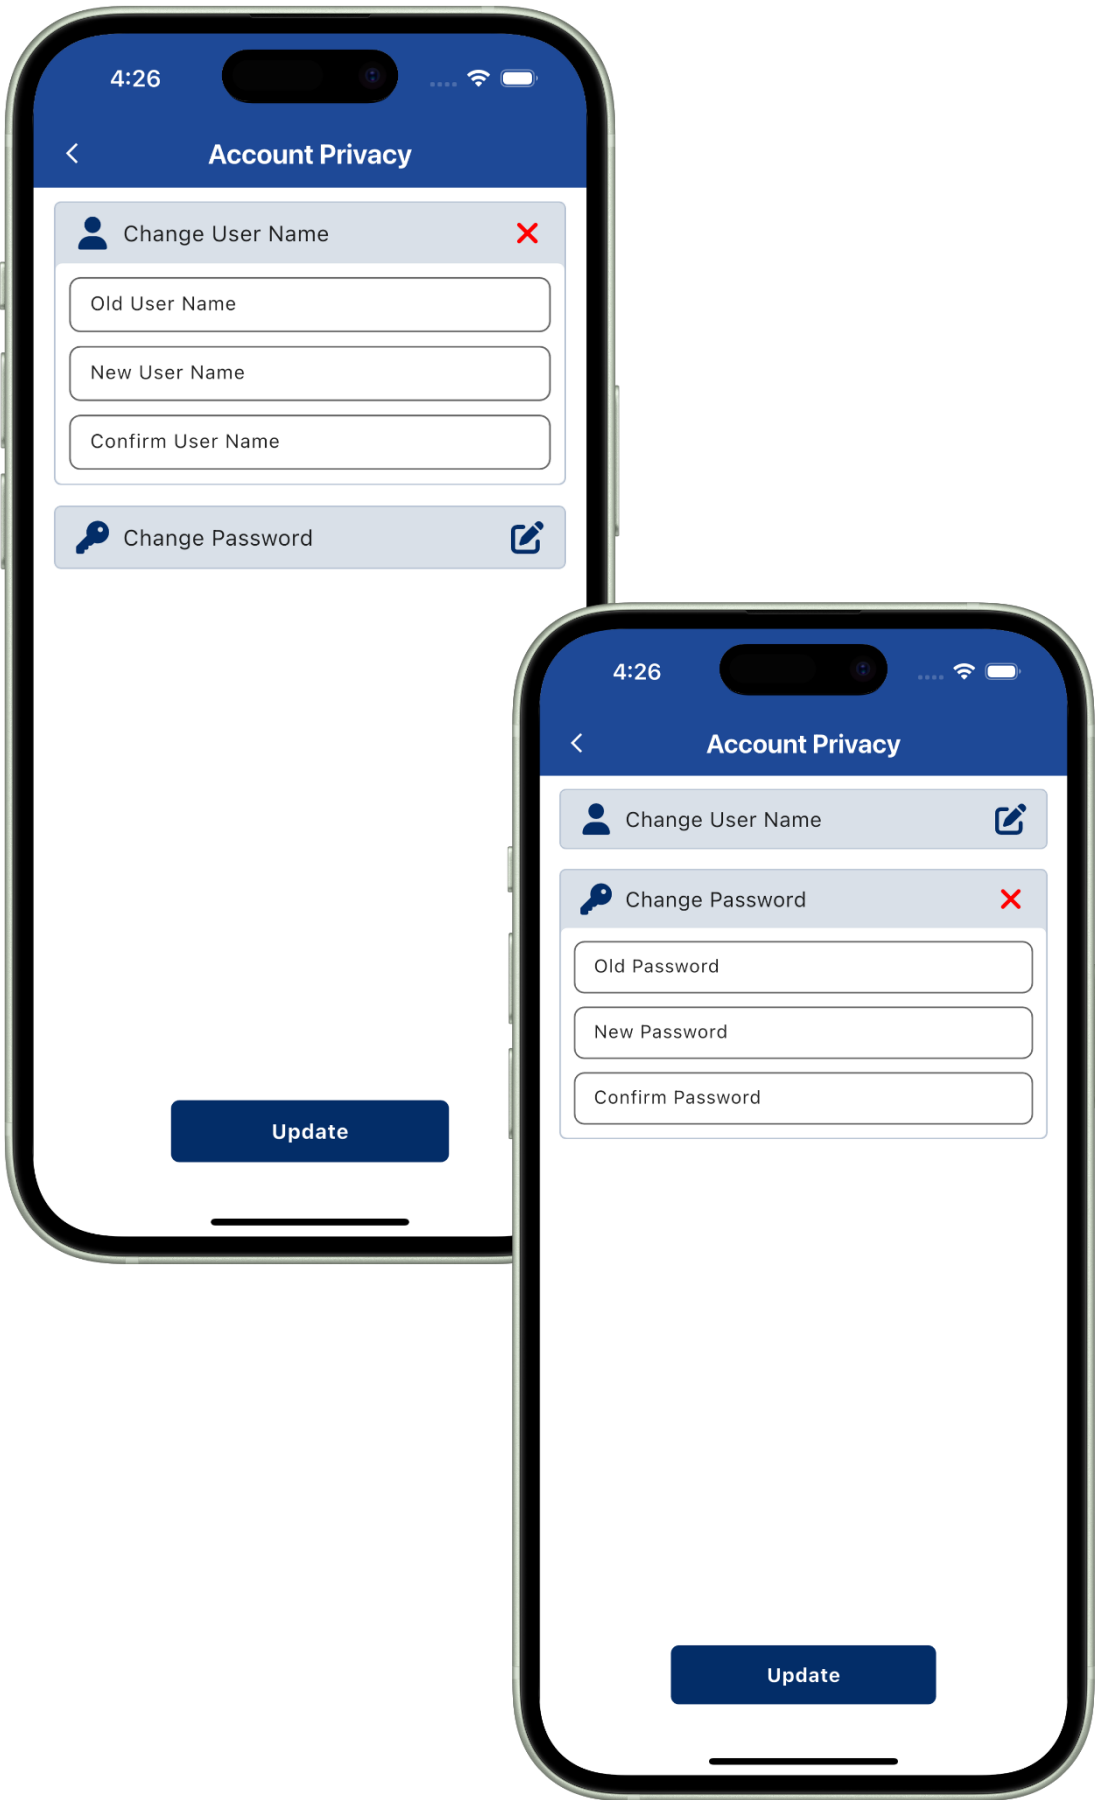 4:26
Account Privacy
Change User Name
Old User Name
New User Name
Confirm User Name
Change Password
Update
4:26
Account Privacy
Change User Name
Change Password
Old Password
New Password
Confirm Password
Update